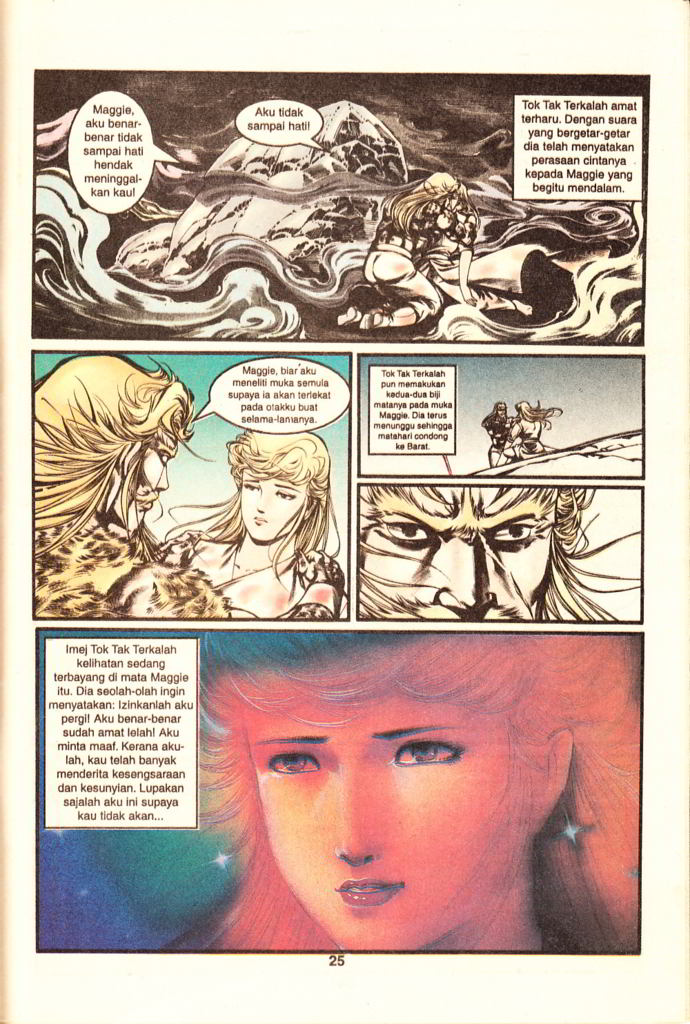 Maggie,
aku benar-
benar tidak
sampai hati
hendak
meninggal-
kan kau!
Aku tidak
sampai hati!
Tok Tak Terkalah amat
terharu. Dengan suara
yang bergetar-getar
dia telah menyatakan
perasaan cintanya
kepada Maggie yang
begitu mendalam.
Maggie, biar aku
meneliti muka semula
supaya ia akan terlekat
pada otakku buat
selama-lamanya.
Tok Tak Terkalah
pun memakukan
kedua-dua biji
matanya pada muka
Maggie. Dia terus
menunggu sehingga
matahari condong
ke Barat.
Imej Tok Tak Terkalah
kelihatan sedang
terbayang di mata Maggie
itu. Dia seolah-olah ingin
menyatakan: Izinkanlah aku
pergi! Aku benar-benar
sudah amat lelah! Aku
minta maaf. Kerana aku-
lah, kau telah banyak
menderita kesengsaraan
dan kesunyian. Lupakan
sajalah aku ini supaya
kau tidak akan...
25